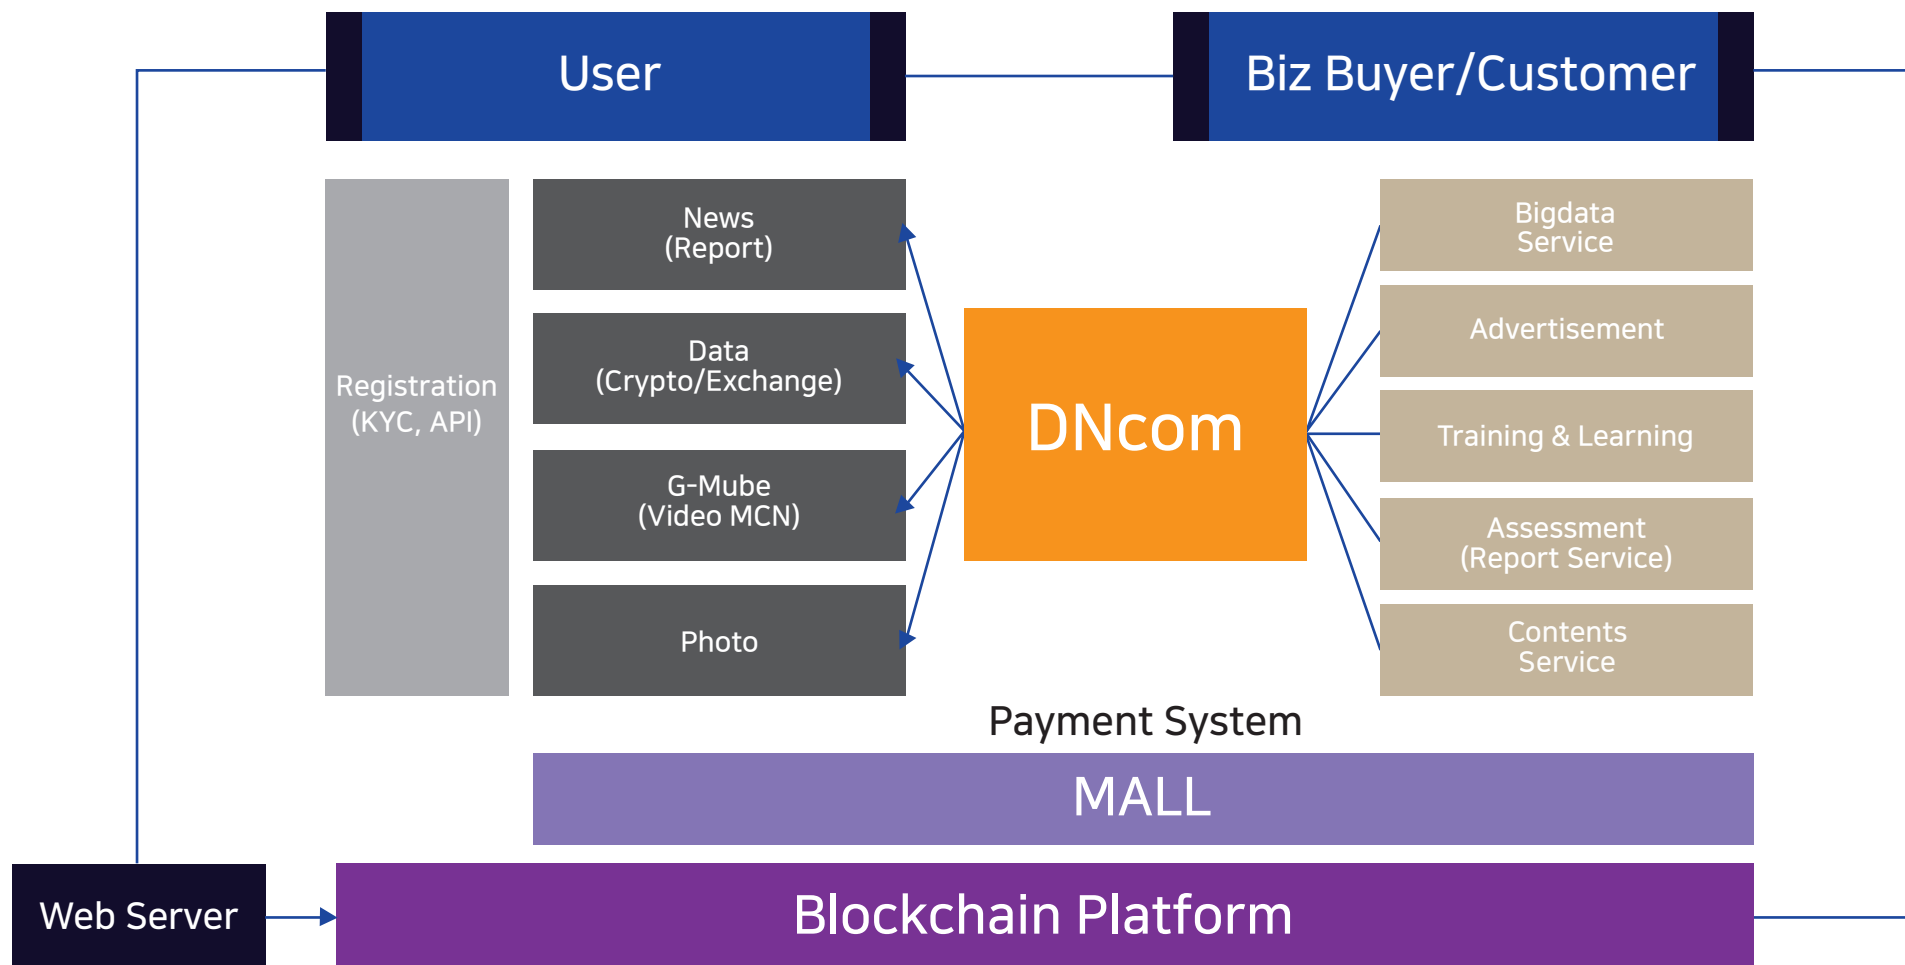 User
Biz Buyer/Customer
Registration
(KYC, API)
News
(Report)
Data
(Crypto/Exchange)
G-Mube
(Video MCN)
Photo
DNcom
Bigdata
Service
Advertisement
Training & Learning
Assessment
(Report Service)
Contents
Service
Payment System
MALL
Web Server
Blockchain Platform